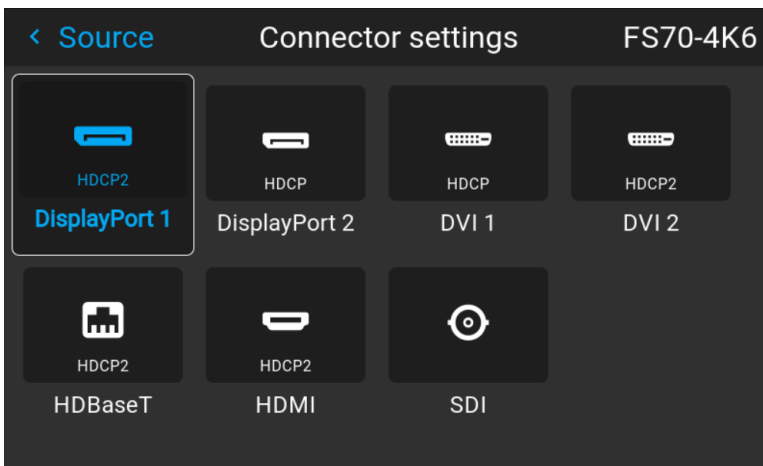 Source
Connector settings
FS70-4K6
HDCP2
HDCP
HDCP
HDCP2
DisplayPort 1
DisplayPort 2
DVI 1
DVI 2
HDCP2
HDCP2
HDBaseT
HDMI
SDI